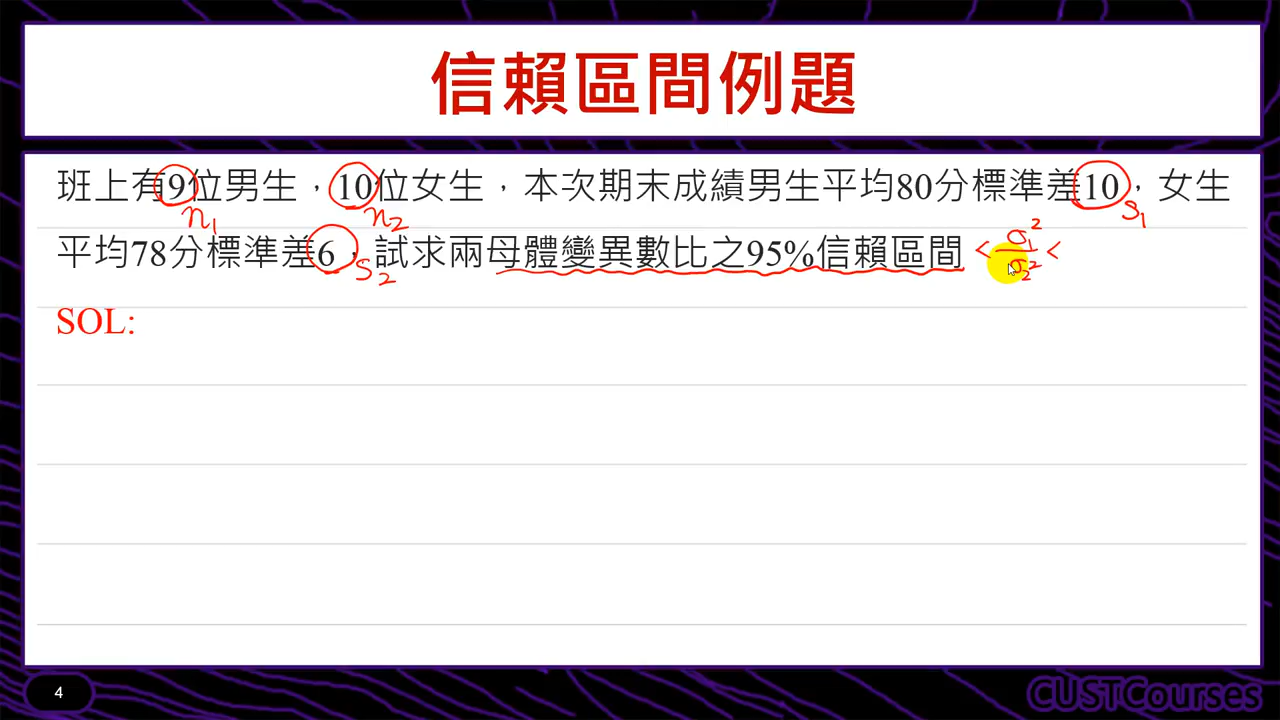 信賴區間例題
班上有9位男生，10位女生，本次期末成績男生平均80分標準差10，女生
n₁ n₂ s₁
平均78分標準差6，試求兩母體變異數比之95%信賴區間 < σ₁²/σ₂² <
s₂
SOL:
4
CUSTCourses